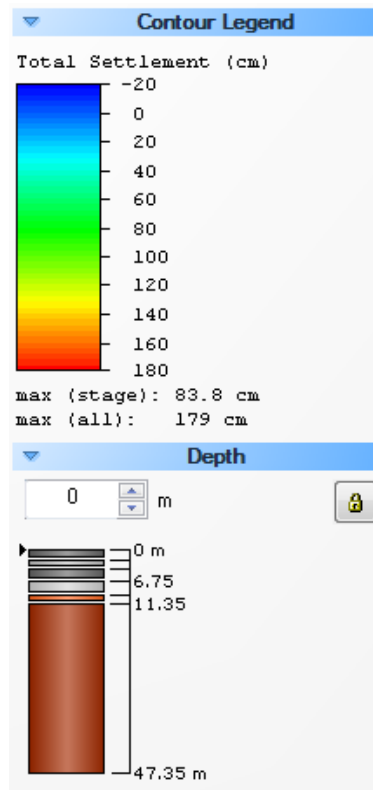 Contour Legend
Total Settlement (cm)
-20
0
20
40
60
80
100
120
140
160
180
max (stage): 83.8 cm
max (all): 179 cm
Depth
0 m
0 m
6.75
11.35
47.35 m